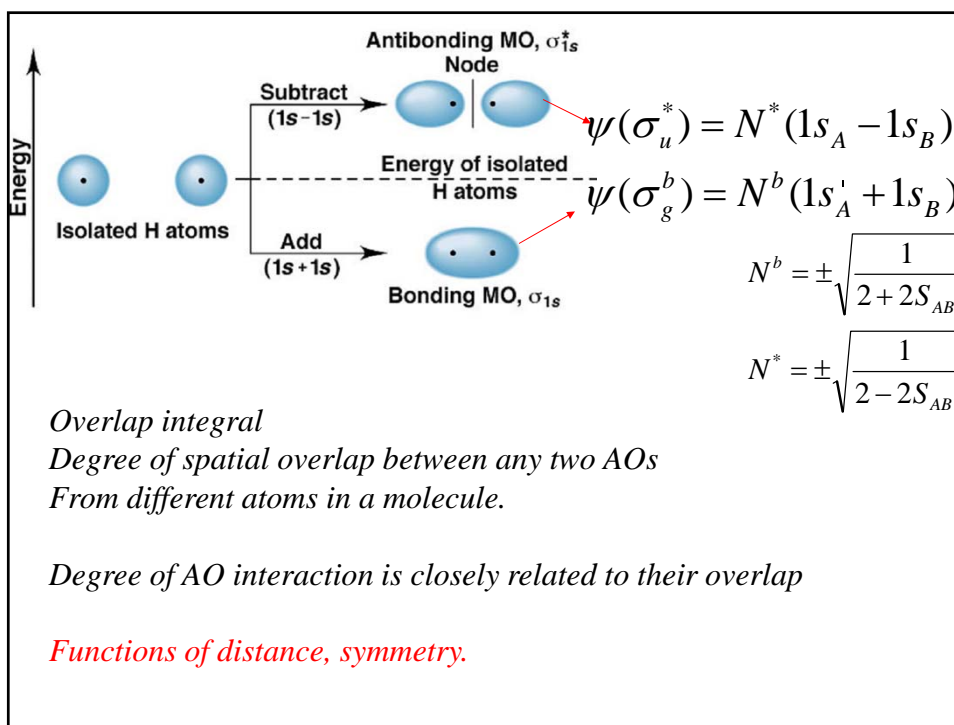 Antibonding MO, σ*1s
Node
Subtract
(1s−1s)
ψ(σ*u) = N*(1sA − 1sB)
Energy
Energy of isolated
H atoms
ψ(σbg) = Nb(1sA + 1sB)
Isolated H atoms
Add
(1s+1s)
Bonding MO, σ1s
Nb = ±√(1/(2 + 2SAB))
N* = ±√(1/(2 − 2SAB))
Overlap integral
Degree of spatial overlap between any two AOs
From different atoms in a molecule.
Degree of AO interaction is closely related to their overlap
Functions of distance, symmetry.